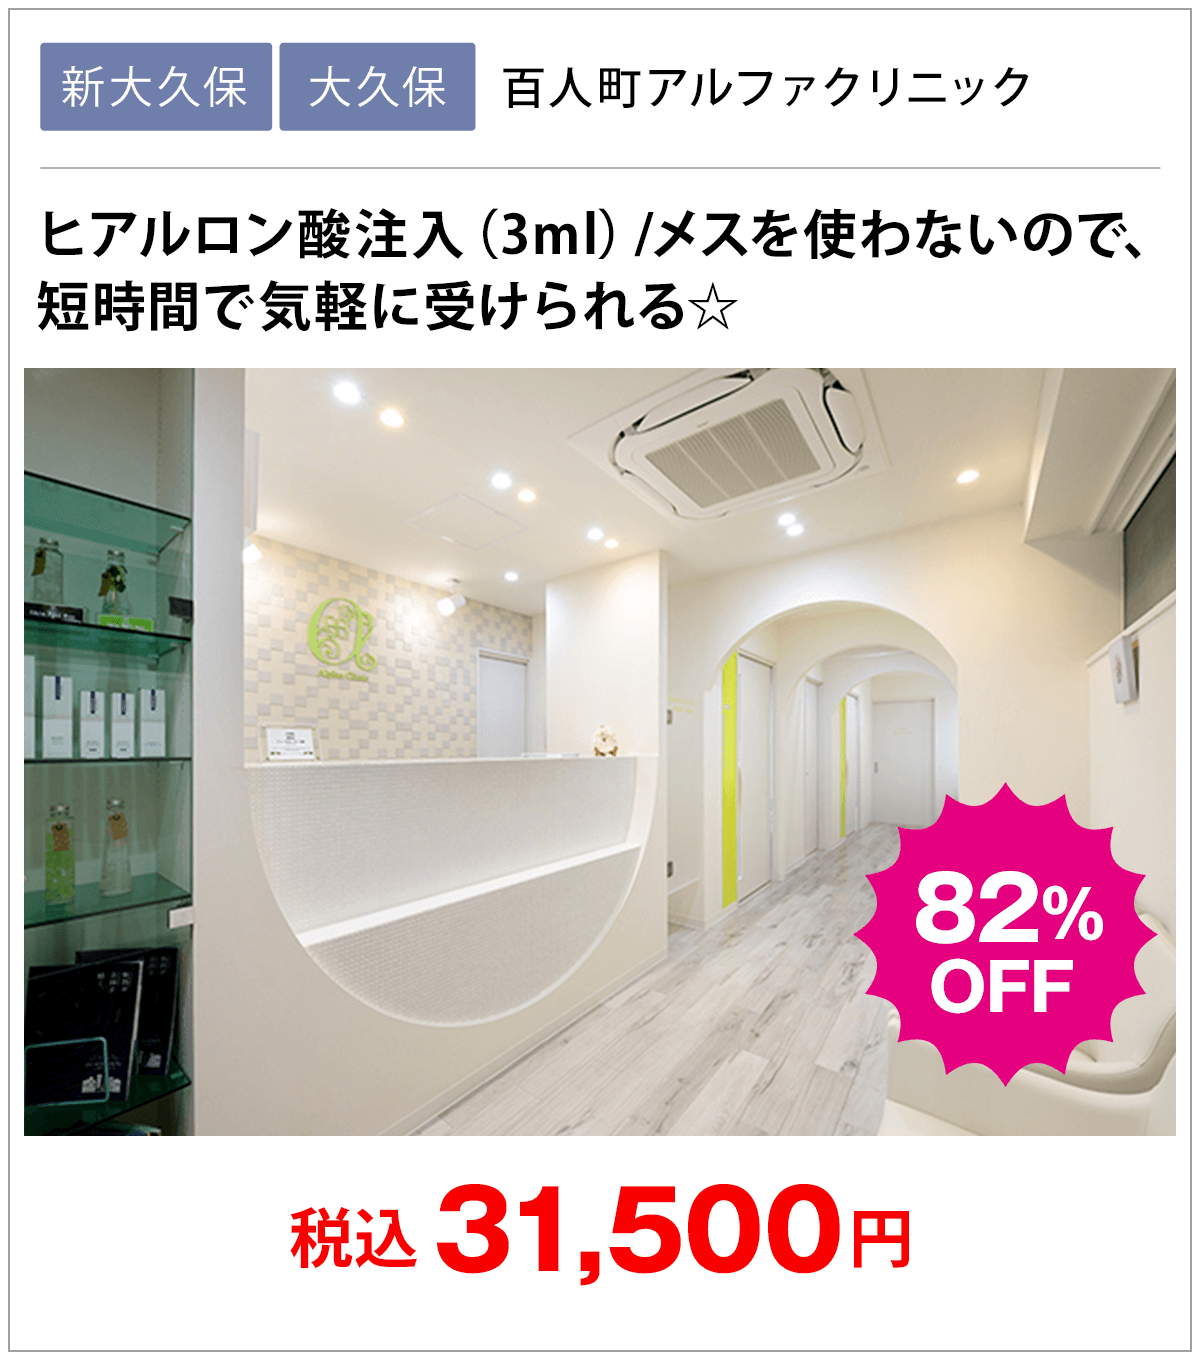 新大久保 大久保 百人町アルファクリニック
ヒアルロン酸注入（3ml）/メスを使わないので、
短時間で気軽に受けられる☆
Alpha Clinic
82%
OFF
税込 31,500円